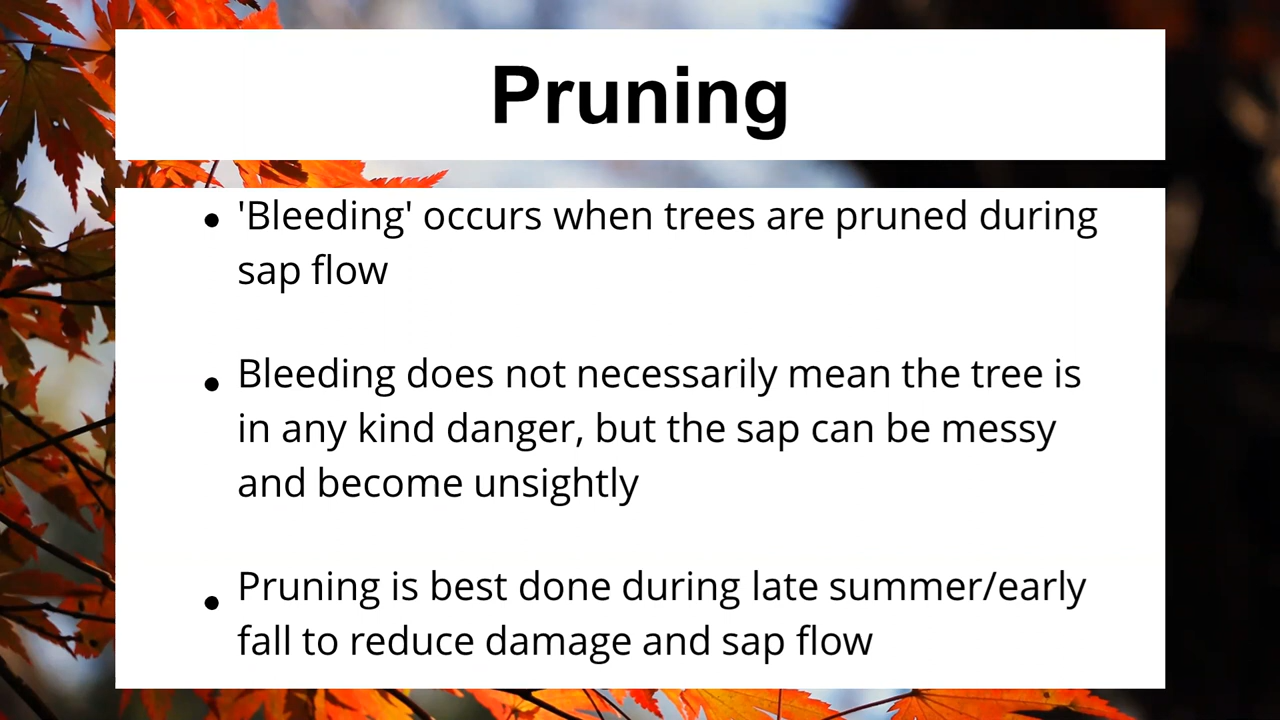 Pruning
• 'Bleeding' occurs when trees are pruned during
sap flow
• Bleeding does not necessarily mean the tree is
in any kind danger, but the sap can be messy
and become unsightly
• Pruning is best done during late summer/early
fall to reduce damage and sap flow